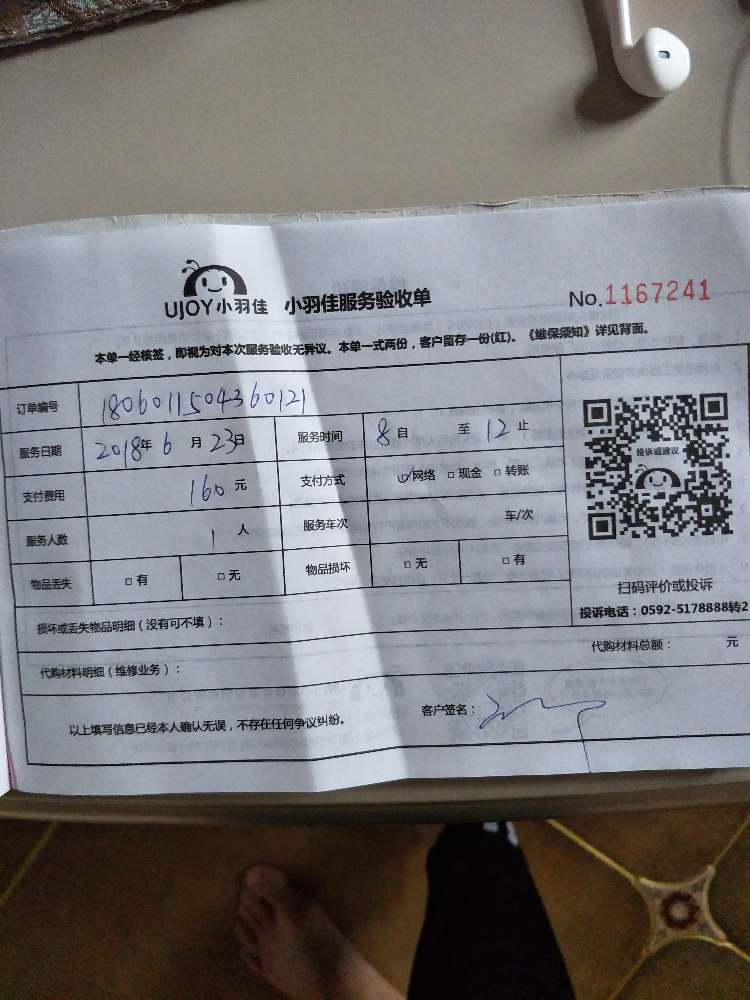 UJOY小羽佳 小羽佳服务验收单 No.1167241
本单一经核签，即视为对本次服务验收无异议。本单一式两份，客户留存一份(红)。《维保须知》详见背面。
订单编号 180601150436 0121
服务日期 2018年 6 月 23日 服务时间 8 自 至 12 止
支付费用 160 元 支付方式 ☑网络 □现金 □转账
服务人数 1 人 服务车次 车/次
物品丢失 □有 □无 物品损坏 □无 □有
投诉或建议
扫码评价或投诉
投诉电话：0592-5178888转2
损坏或丢失物品明细（没有可不填）：
代购材料明细（维修业务）： 代购材料总额： 元
以上填写信息已经本人确认无误，不存在任何争议纠纷。 客户签名：